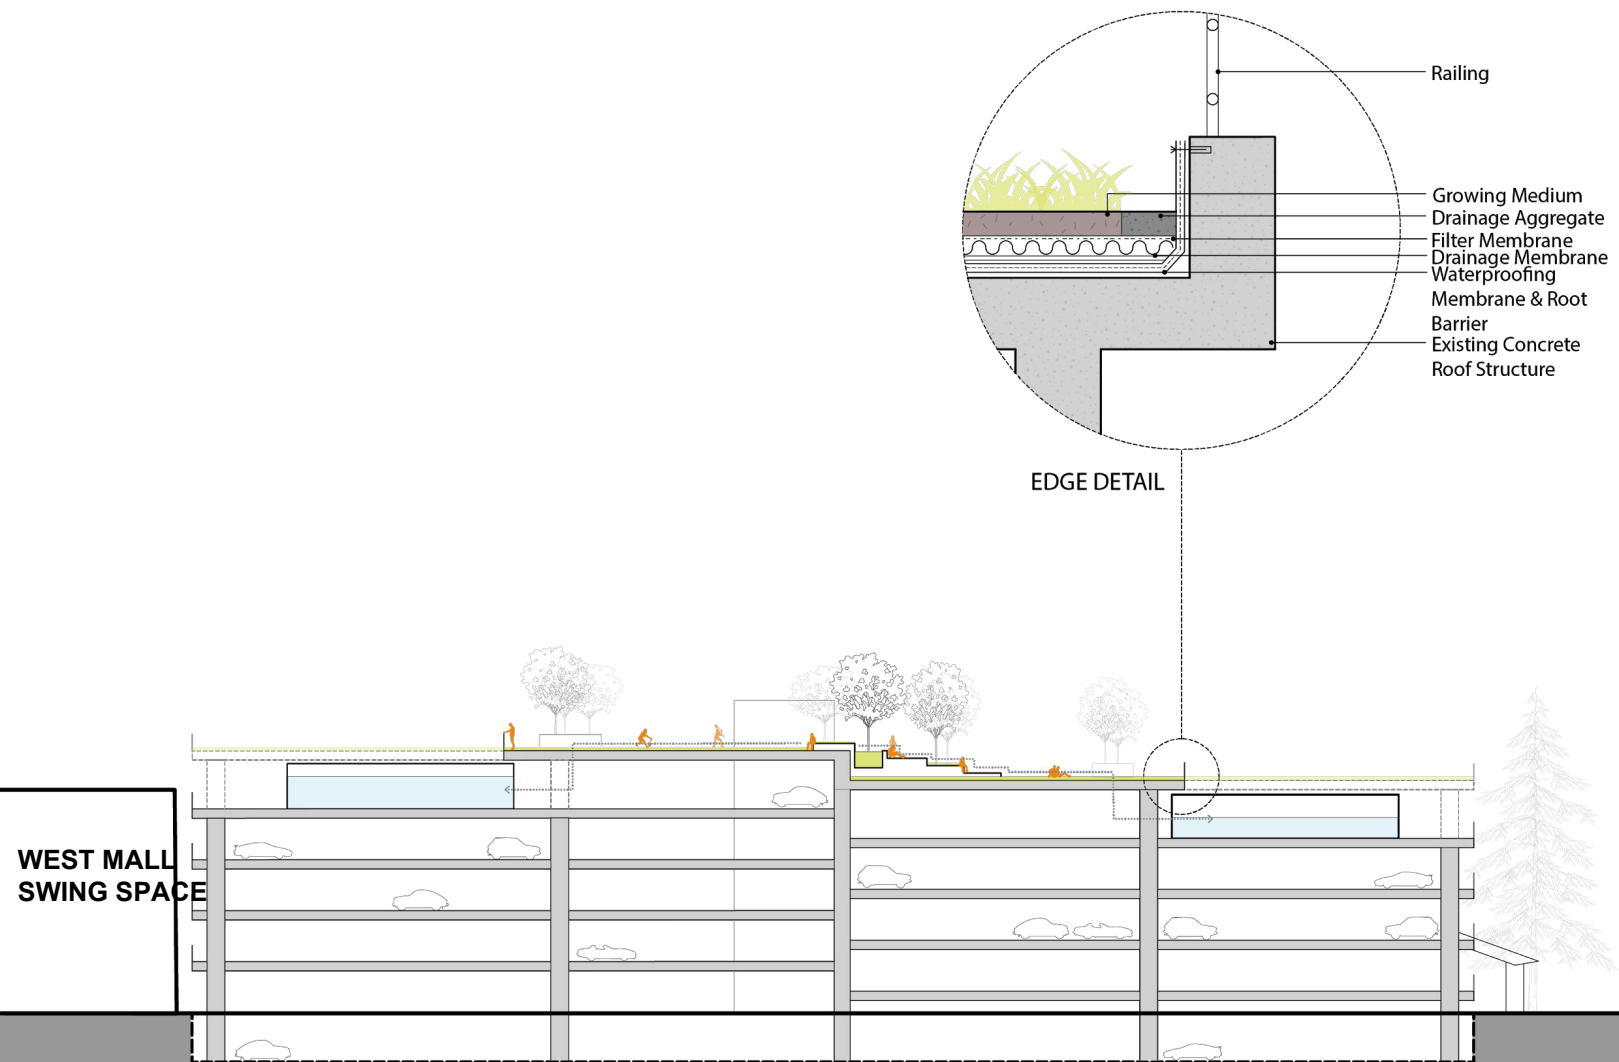 Railing
Growing Medium
Drainage Aggregate
Filter Membrane
Drainage Membrane
Waterproofing
Membrane & Root
Barrier
Existing Concrete
Roof Structure
EDGE DETAIL
WEST MALL
SWING SPACE